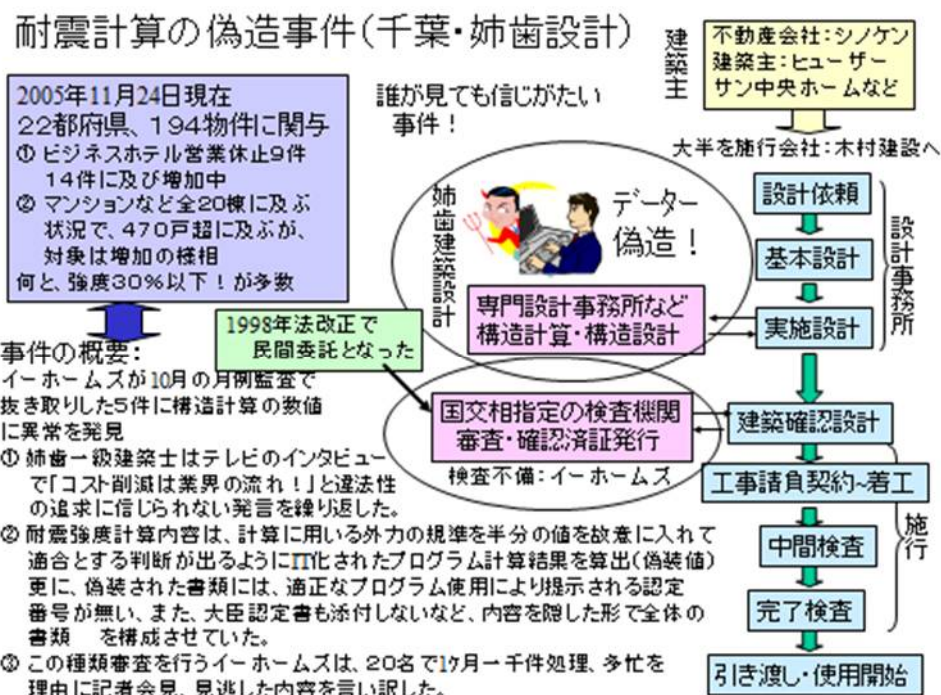 耐震計算の偽造事件(千葉・姉歯設計)
2005年11月24日現在
22都府県、194物件に関与
① ビジネスホテル営業休止9件
14件に及び増加中
② マンションなど全20棟に及ぶ
状況で、470戸超に及ぶが、
対象は増加の様相
何と、強度30%以下！が多数
誰が見ても信じがたい
事件！
建築主
不動産会社：シノケン
建築主：ヒューザー
サン中央ホームなど
大半を施行会社：木村建設へ
姉歯建築設計
データー
偽造！
専門設計事務所など
構造計算・構造設計
1998年法改正で
民間委託となった
国交相指定の検査機関
審査・確認済証発行
検査不備：イーホームズ
設計依頼
基本設計
実施設計
設計事務所
建築確認設計
工事請負契約~着工
中間検査
完了検査
施行
引き渡し・使用開始
事件の概要：
イーホームズが10月の月例監査で
抜き取りした5件に構造計算の数値
に異常を発見
① 姉歯一級建築士はテレビのインタビュー
で「コスト削減は業界の流れ！」と違法性
の追求に信じられない発言を繰り返した。
② 耐震強度計算内容は、計算に用いる外力の規準を半分の値を故意に入れて
適合とする判断が出るようにIT化されたプログラム計算結果を算出(偽装値)
更に、偽装された書類には、適正なプログラム使用により提示される認定
番号が無い、また、大臣認定書も添付しないなど、内容を隠した形で全体の
書類 を構成させていた。
③ この種類審査を行うイーホームズは、20名で1ヶ月一千件処理、多忙を
理由に記者会見、見逃した内容を言い訳した。